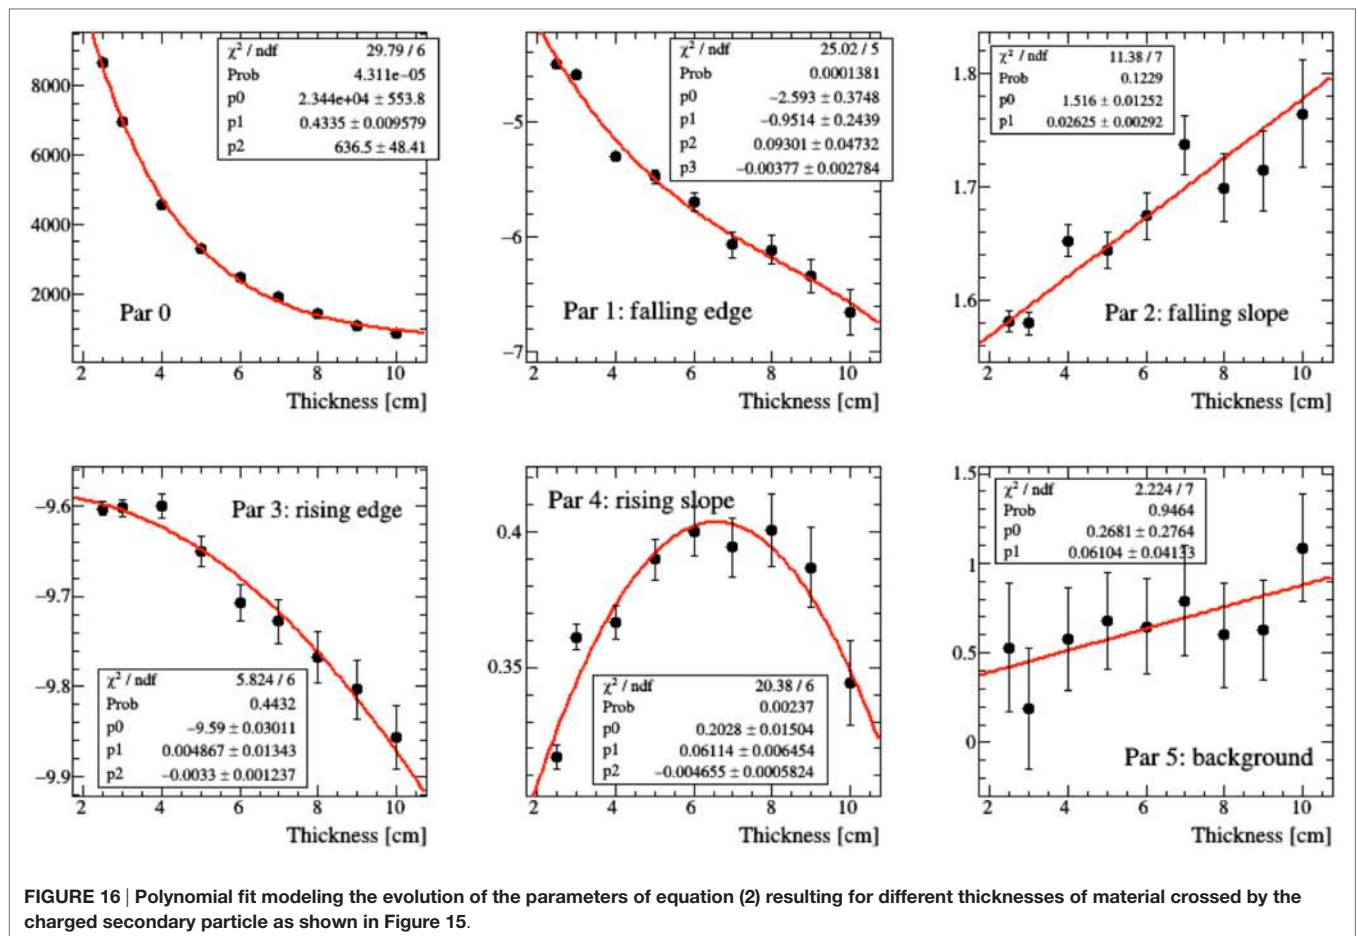 χ² / ndf 29.79 / 6
Prob 4.311e−05
p0 2.344e+04 ± 553.8
p1 0.4335 ± 0.009579
p2 636.5 ± 48.41
8000
6000
4000
2000
Par 0
2 4 6 8 10
Thickness [cm]
χ² / ndf 25.02 / 5
Prob 0.0001381
p0 −2.593 ± 0.3748
p1 −0.9514 ± 0.2439
p2 0.09301 ± 0.04732
p3 −0.00377 ± 0.002784
−5
−6
−7
Par 1: falling edge
2 4 6 8 10
Thickness [cm]
χ² / ndf 11.38 / 7
Prob 0.1229
p0 1.516 ± 0.01252
p1 0.02625 ± 0.00292
1.8
1.7
1.6
Par 2: falling slope
2 4 6 8 10
Thickness [cm]
Par 3: rising edge
−9.6
−9.7
−9.8
−9.9
χ² / ndf 5.824 / 6
Prob 0.4432
p0 −9.59 ± 0.03011
p1 0.004867 ± 0.01343
p2 −0.0033 ± 0.001237
2 4 6 8 10
Thickness [cm]
Par 4: rising slope
0.4
0.35
χ² / ndf 20.38 / 6
Prob 0.00237
p0 0.2028 ± 0.01504
p1 0.06114 ± 0.006454
p2 −0.004655 ± 0.0005824
2 4 6 8 10
Thickness [cm]
χ² / ndf 2.224 / 7
Prob 0.9464
p0 0.2681 ± 0.2764
p1 0.06104 ± 0.04133
1.5
1
0.5
0
Par 5: background
2 4 6 8 10
Thickness [cm]
FIGURE 16 | Polynomial fit modeling the evolution of the parameters of equation (2) resulting for different thicknesses of material crossed by the
charged secondary particle as shown in Figure 15.